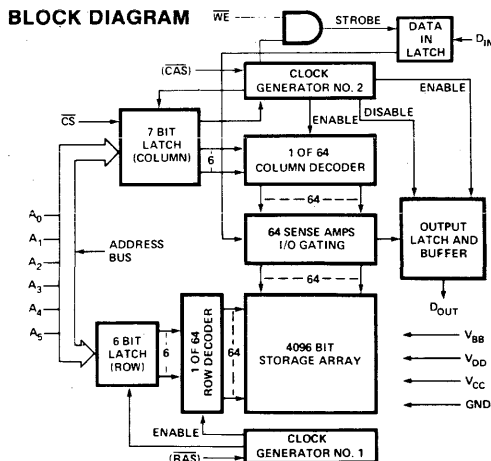 BLOCK DIAGRAM
WE
STROBE
DATA
IN
LATCH
DIN
(CAS)
CLOCK
GENERATOR NO. 2
ENABLE
DISABLE
ENABLE
CS
7 BIT
LATCH
(COLUMN)
6
1 OF 64
COLUMN DECODER
64
A0
A1
A2
A3
A4
A5
ADDRESS
BUS
64 SENSE AMPS
I/O GATING
OUTPUT
LATCH AND
BUFFER
64
DOUT
6 BIT
LATCH
(ROW)
6
1 OF 64
ROW DECODER
64
4096 BIT
STORAGE ARRAY
VBB
VDD
VCC
GND
ENABLE
CLOCK
GENERATOR NO. 1
(RAS)